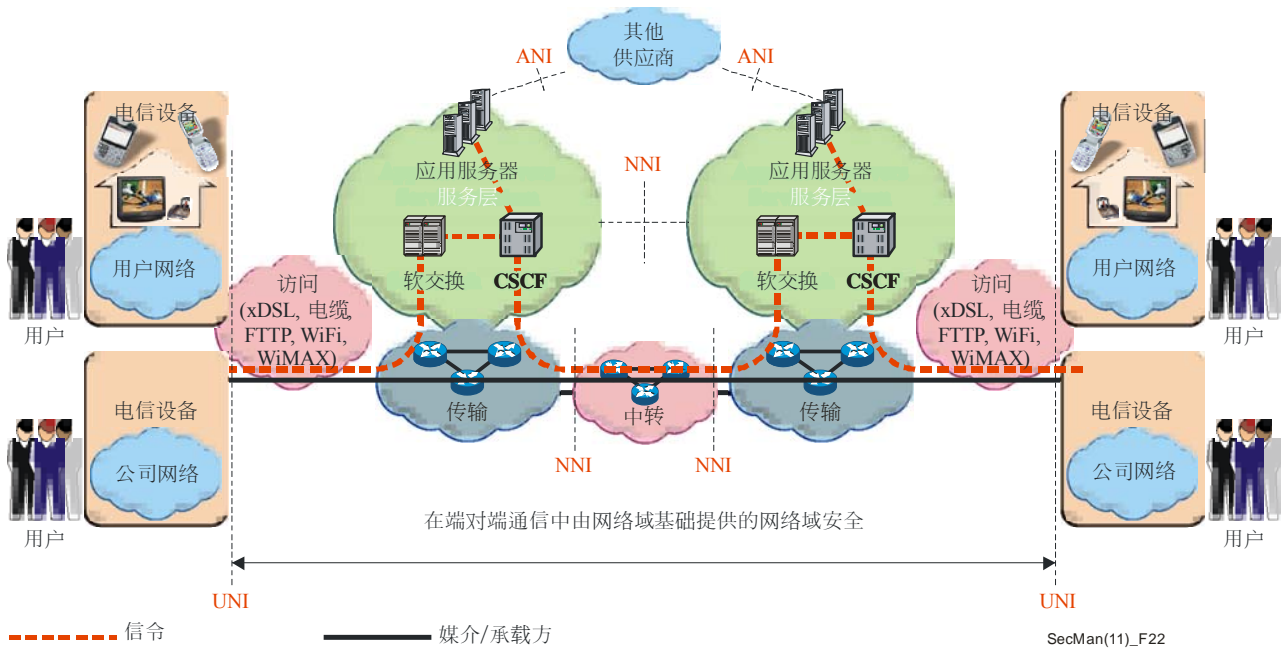 其他
供应商
ANI
ANI
电信设备
电信设备
应用服务器
服务层
NNI
应用服务器
服务层
用户网络
软交换
CSCF
软交换
CSCF
用户网络
用户
访问
(xDSL, 电缆,
FTTP, WiFi,
WiMAX)
访问
(xDSL, 电缆,
FTTP, WiFi,
WiMAX)
用户
传输
中转
传输
电信设备
公司网络
NNI
NNI
电信设备
公司网络
用户
在端对端通信中由网络域基础提供的网络域安全
用户
UNI
UNI
信令
媒介/承载方
SecMan(11)_F22